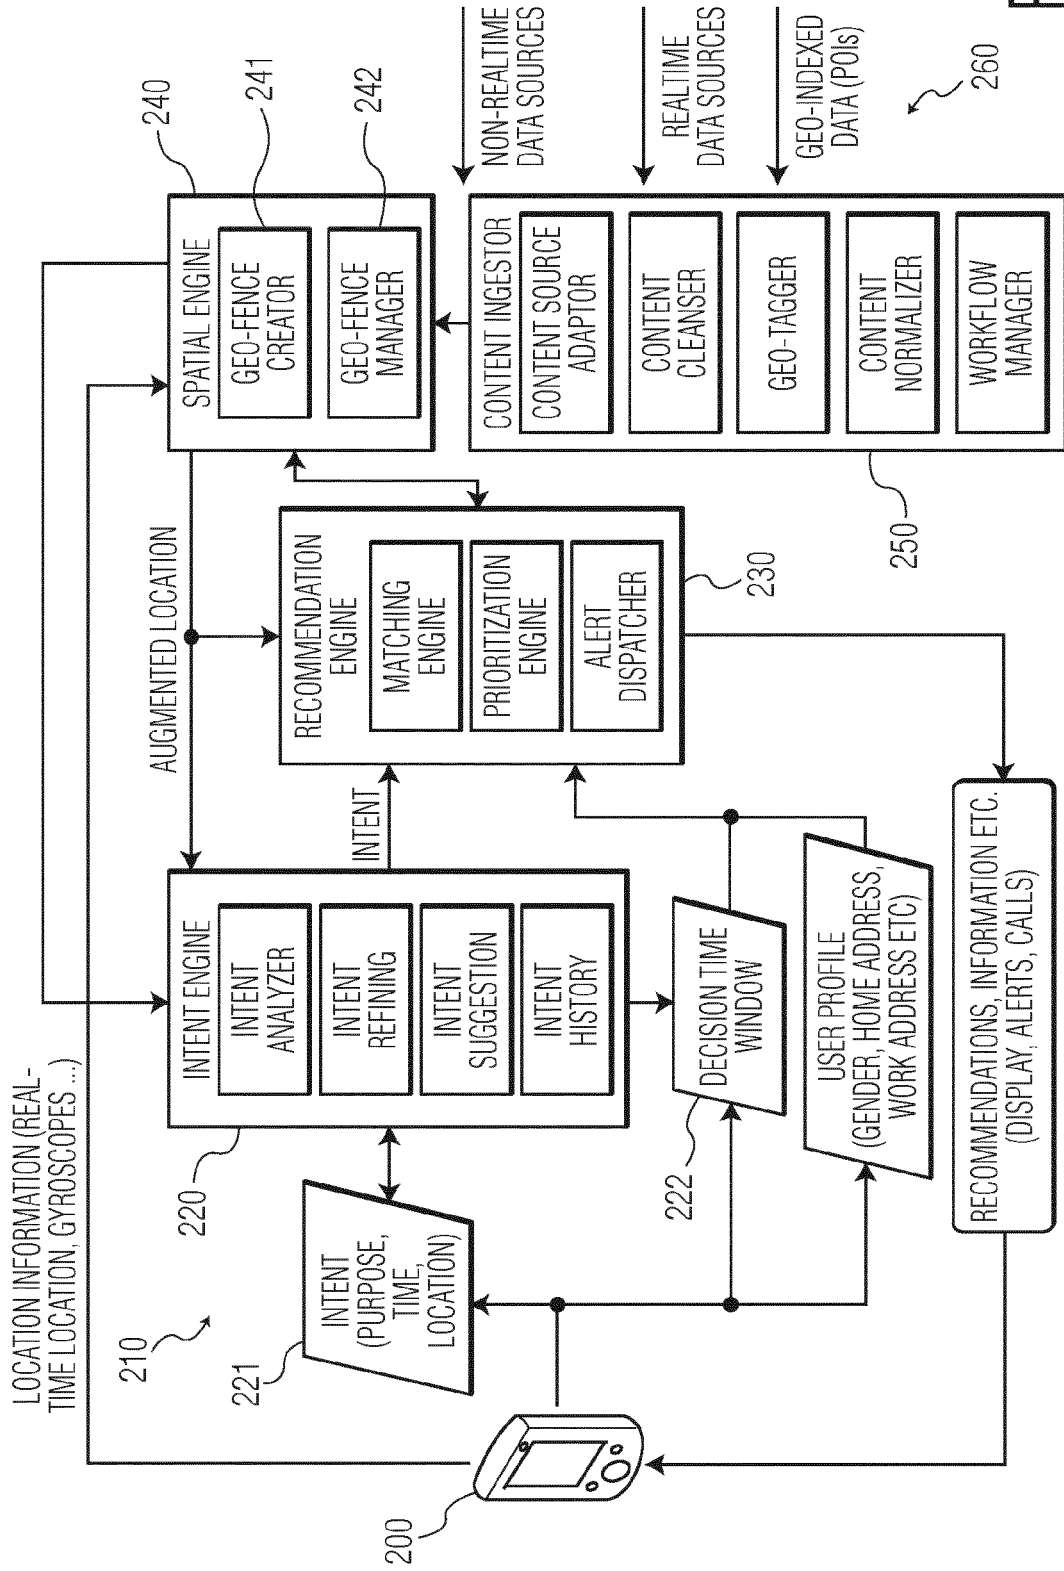 LOCATION INFORMATION (REAL-
TIME LOCATION, GYROSCOPES ...)
210
200
221
INTENT
(PURPOSE,
TIME,
LOCATION)
220
INTENT ENGINE
INTENT
ANALYZER
INTENT
REFINING
INTENT
SUGGESTION
INTENT
HISTORY
222
DECISION TIME
WINDOW
USER PROFILE
(GENDER, HOME ADDRESS,
WORK ADDRESS ETC)
RECOMMENDATIONS, INFORMATION ETC.
(DISPLAY, ALERTS, CALLS)
AUGMENTED LOCATION
INTENT
RECOMMENDATION
ENGINE
MATCHING
ENGINE
PRIORITIZATION
ENGINE
ALERT
DISPATCHER
230
240
SPATIAL ENGINE
GEO-FENCE
CREATOR
241
GEO-FENCE
MANAGER
242
CONTENT INGESTOR
CONTENT SOURCE
ADAPTOR
CONTENT
CLEANSER
GEO-TAGGER
CONTENT
NORMALIZER
WORKFLOW
MANAGER
250
NON-REALTIME
DATA SOURCES
REALTIME
DATA SOURCES
GEO-INDEXED
DATA (POIs)
260